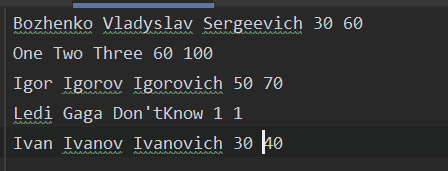 Bozhenko Vladyslav Sergeevich 30 60
One Two Three 60 100
Igor Igorov Igorovich 50 70
Ledi Gaga Don'tKnow 1 1
Ivan Ivanov Ivanovich 30 40